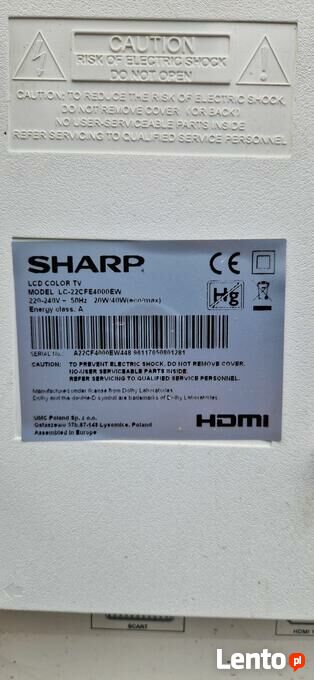 CAUTION
RISK OF ELECTRIC SHOCK
DO NOT OPEN
CAUTION: TO REDUCE THE RISK OF ELECTRIC SHOCK,
DO NOT REMOVE COVER (OR BACK)
NO USER-SERVICEABLE PARTS INSIDE
REFER SERVICING TO QUALIFIED SERVICE PERSONNEL
SHARP
CE
LCD COLOR TV
MODEL LC-22CFE4000EW
220-240V ~ 50Hz 20W/40W(eco/max)
Energy class: A
Hg
SERIAL No.: A22CF4000EW448 96117050801281
CAUTION: TO PREVENT ELECTRIC SHOCK, DO NOT REMOVE COVER.
NO-USER SERVICEABLE PARTS INSIDE.
REFER SERVICING TO QUALIFIED SERVICE PERSONNEL.
Manufactured under license from Dolby Laboratories.
Dolby and the double-D symbol are trademarks of Dolby Laboratories.
HDMI
UMC Poland Sp. z o.o.
Ostaszewo 57b,87-148 Lysomice, Poland
Assembled in Europe
SCART
HDMI
Lento.pl